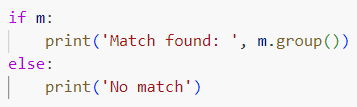 if m:
    print('Match found: ', m.group())
else:
    print('No match')